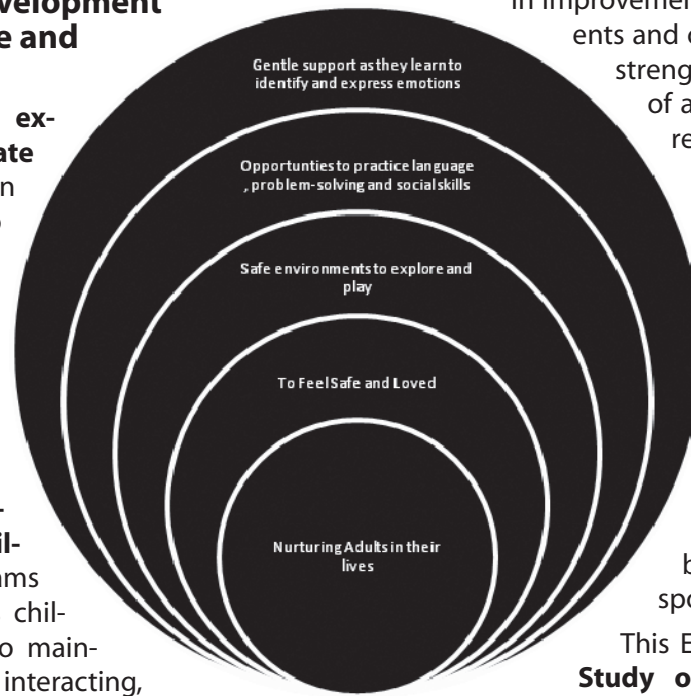 velopment
e and
ex-
ate
n
-
il-
ams
chil-
o main-
interacting,
Gentle support as they learn to
identify and express emotions
Opportunties to practice language
, problem-solving and social skills
Safe environments to explore and
play
To Feel Safe and Loved
Nurturing Adults in their
lives
in improvement
ents and
streng
of a
re
b
spo
This E
Study o